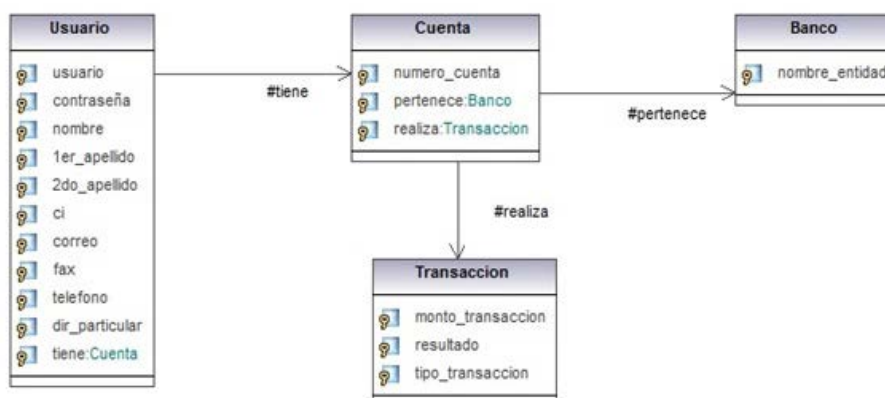 Usuario
usuario
contraseña
nombre
1er_apellido
2do_apellido
ci
correo
fax
telefono
dir_particular
tiene:Cuenta
#tiene
Cuenta
numero_cuenta
pertenece:Banco
realiza:Transaccion
#pertenece
Banco
nombre_entidad
#realiza
Transaccion
monto_transaccion
resultado
tipo_transaccion